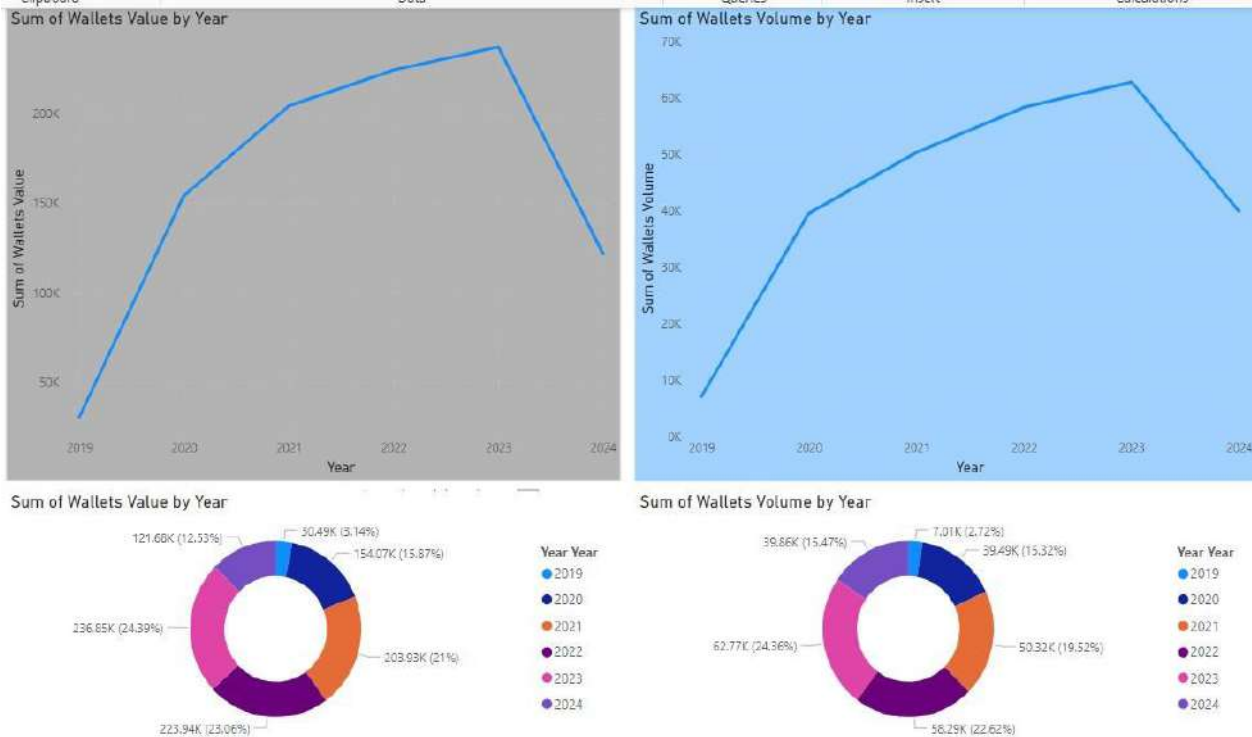 Clipboard
Data
Queries
Insert
Calculations
Sum of Wallets Value by Year
200K
150K
100K
50K
Sum of Wallets Value
2019 2020 2021 2022 2023 2024
Year
Sum of Wallets Volume by Year
70K
60K
50K
40K
30K
20K
10K
0K
Sum of Wallets Volume
2019 2020 2021 2022 2023 2024
Year
Sum of Wallets Value by Year
121.68K (12.53%)
30.49K (3.14%)
154.07K (15.87%)
236.85K (24.39%)
203.93K (21%)
223.94K (23.06%)
Year Year
2019
2020
2021
2022
2023
2024
Sum of Wallets Volume by Year
39.86K (15.47%)
7.01K (2.72%)
39.49K (15.32%)
62.77K (24.36%)
50.32K (19.52%)
58.29K (22.62%)
Year Year
2019
2020
2021
2022
2023
2024